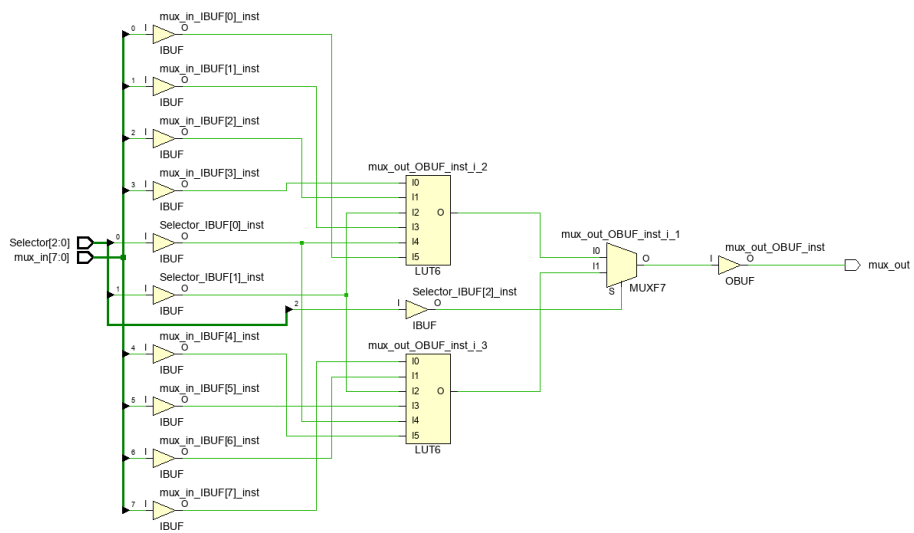 mux_in_IBUF[0]_inst
0 I O
IBUF
mux_in_IBUF[1]_inst
1 I O
IBUF
mux_in_IBUF[2]_inst
2 I O
IBUF
mux_in_IBUF[3]_inst
3 I O
IBUF
Selector_IBUF[0]_inst
Selector[2:0] 0 I O
mux_in[7:0]
IBUF
Selector_IBUF[1]_inst
1 I O
IBUF
Selector_IBUF[2]_inst
2 I O
IBUF
mux_in_IBUF[4]_inst
4 I O
IBUF
mux_in_IBUF[5]_inst
5 I O
IBUF
mux_in_IBUF[6]_inst
6 I O
IBUF
mux_in_IBUF[7]_inst
7 I O
IBUF
mux_out_OBUF_inst_i_2
I0
I1
I2 O
I3
I4
I5
LUT6
mux_out_OBUF_inst_i_3
I0
I1
I2 O
I3
I4
I5
LUT6
mux_out_OBUF_inst_i_1
I0
I1 O
S MUXF7
mux_out_OBUF_inst
I O
OBUF
mux_out